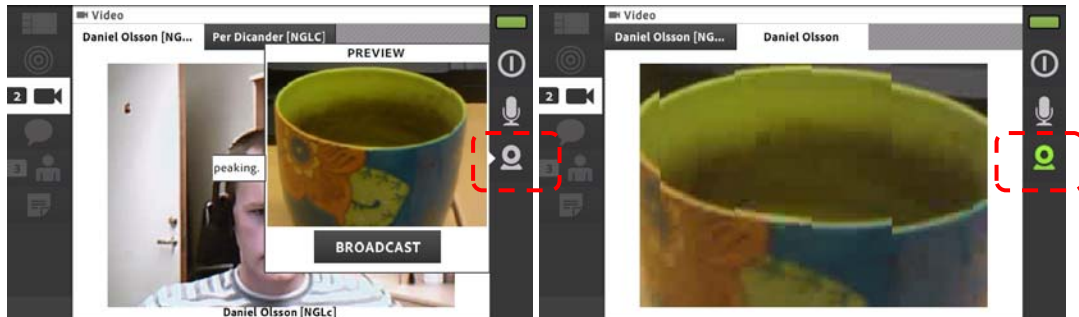 Video
Daniel Olsson [NG...
Per Dicander [NGLC]
PREVIEW
2
peaking.
3
BROADCAST
Daniel Olsson [NGLc]
Video
Daniel Olsson [NG...
Daniel Olsson
2
3